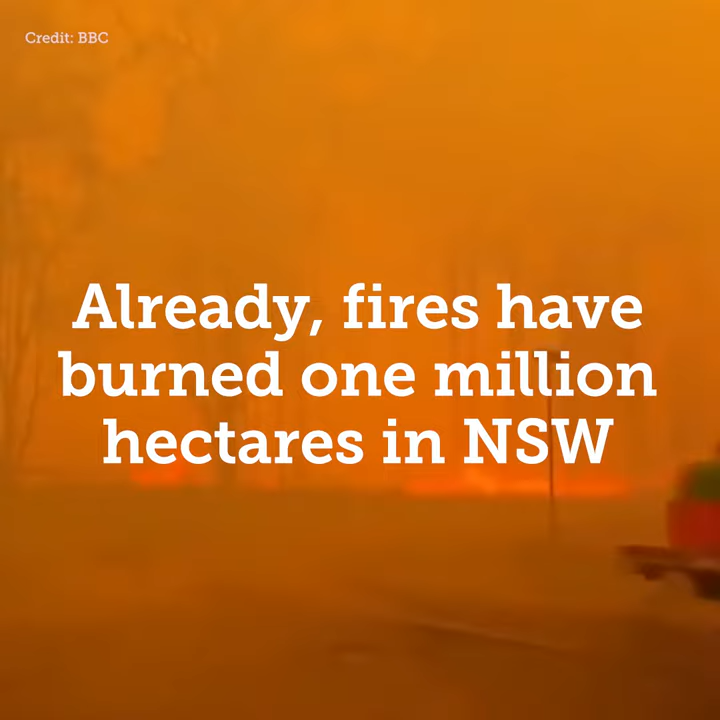 Credit: BBC
Already, fires have
burned one million
hectares in NSW